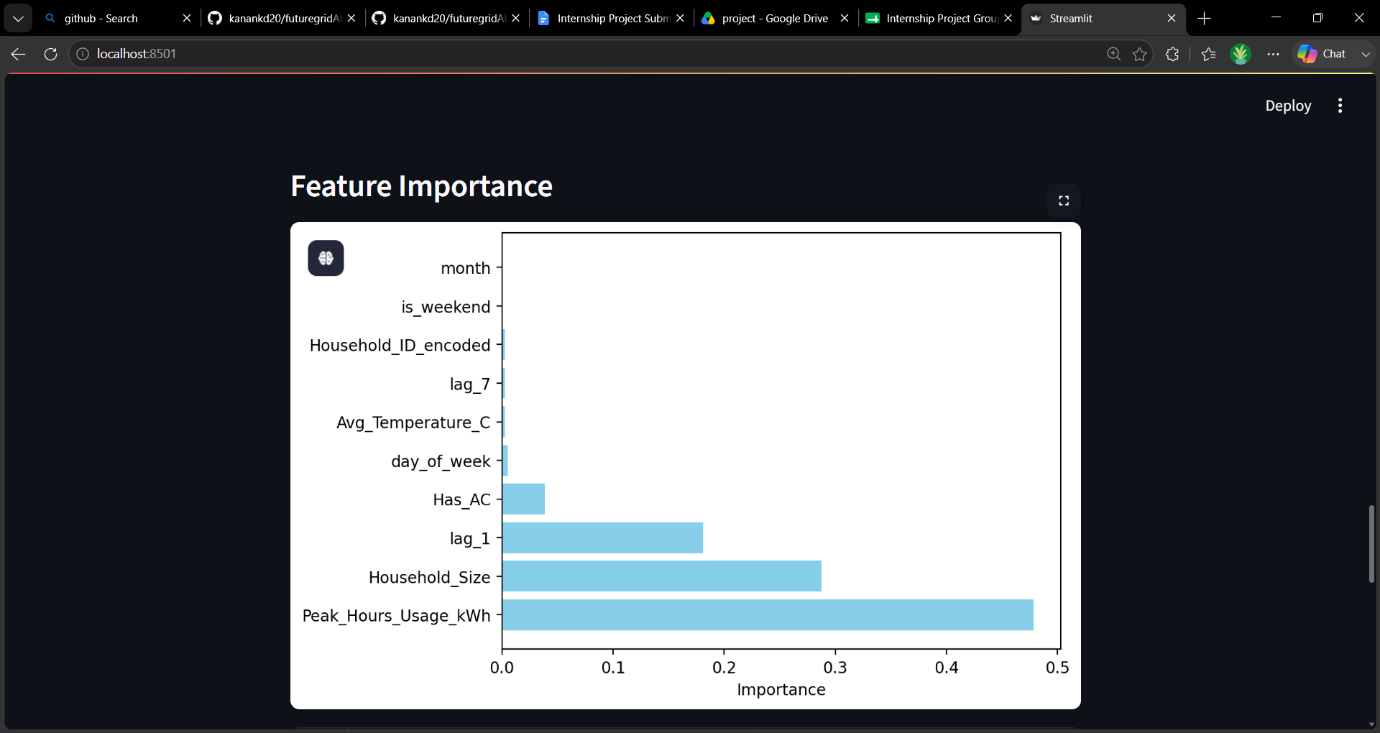 github - Search
kanankd20/futuregridAI
kanankd20/futuregridAI
Internship Project Subm
project - Google Drive
Internship Project Grou
Streamlit
localhost:8501
Chat
Deploy
Feature Importance
month
is_weekend
Household_ID_encoded
lag_7
Avg_Temperature_C
day_of_week
Has_AC
lag_1
Household_Size
Peak_Hours_Usage_kWh
0.0 0.1 0.2 0.3 0.4 0.5
Importance